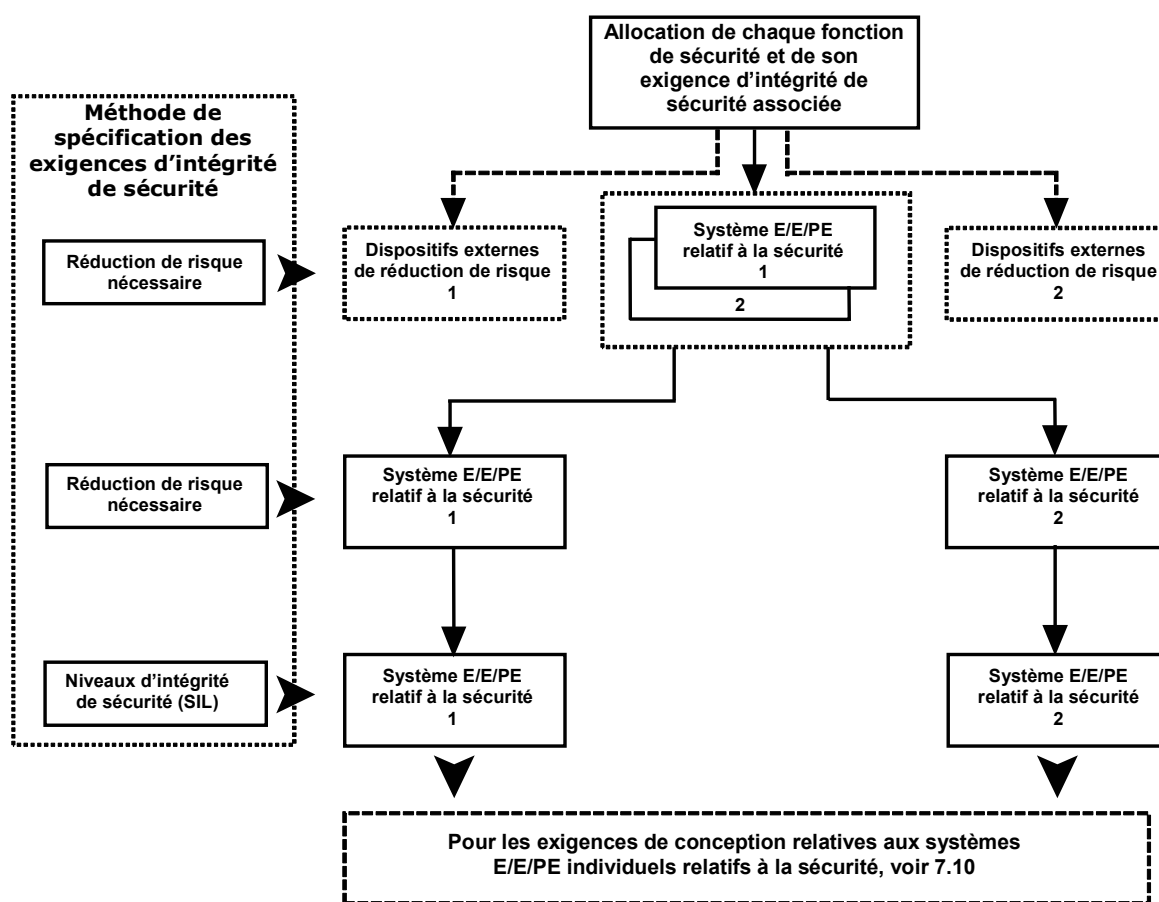 Allocation de chaque fonction
de sécurité et de son
exigence d'intégrité de
sécurité associée
Méthode de
spécification des
exigences d'intégrité
de sécurité
Réduction de risque
nécessaire
Dispositifs externes
de réduction de risque
1
Système E/E/PE
relatif à la sécurité
1
2
Dispositifs externes
de réduction de risque
2
Réduction de risque
nécessaire
Système E/E/PE
relatif à la sécurité
1
Système E/E/PE
relatif à la sécurité
2
Niveaux d'intégrité
de sécurité (SIL)
Système E/E/PE
relatif à la sécurité
1
Système E/E/PE
relatif à la sécurité
2
Pour les exigences de conception relatives aux systèmes
E/E/PE individuels relatifs à la sécurité, voir 7.10